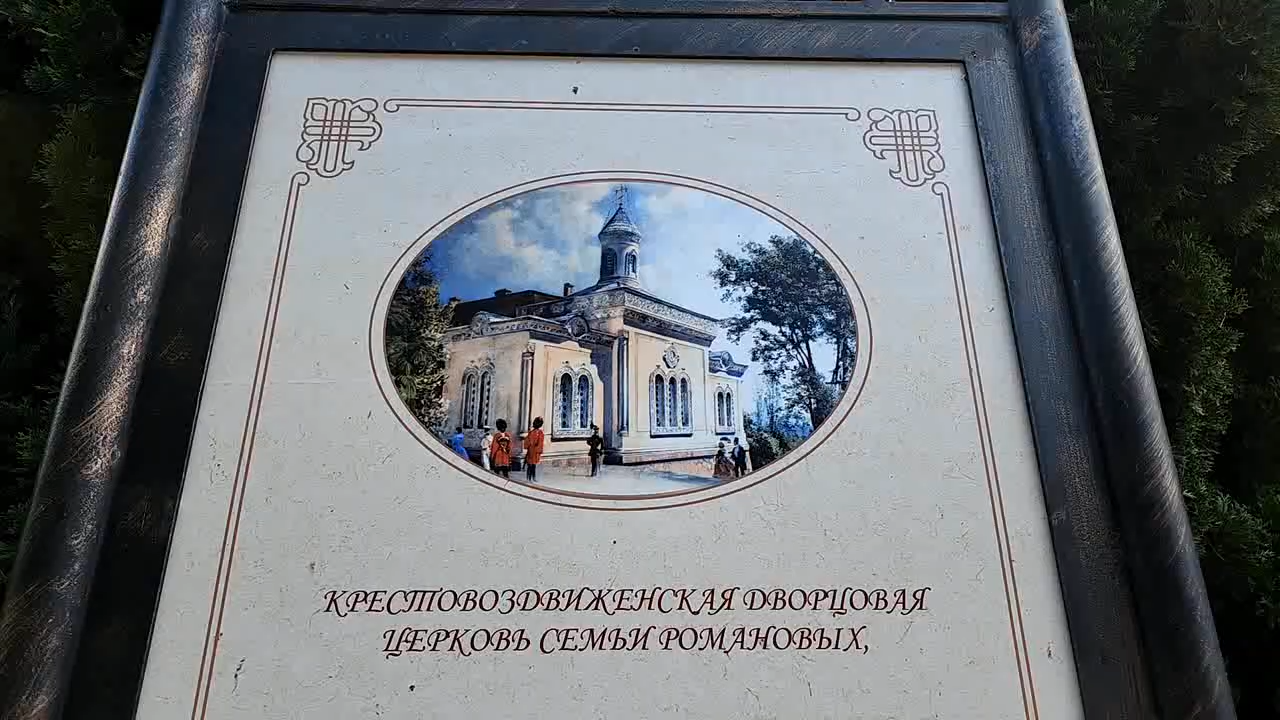 КРЕСТОВОЗДВИЖЕНСКАЯ ДВОРЦОВАЯ
ЦЕРКОВЬ СЕМЬИ РОМАНОВЫХ,